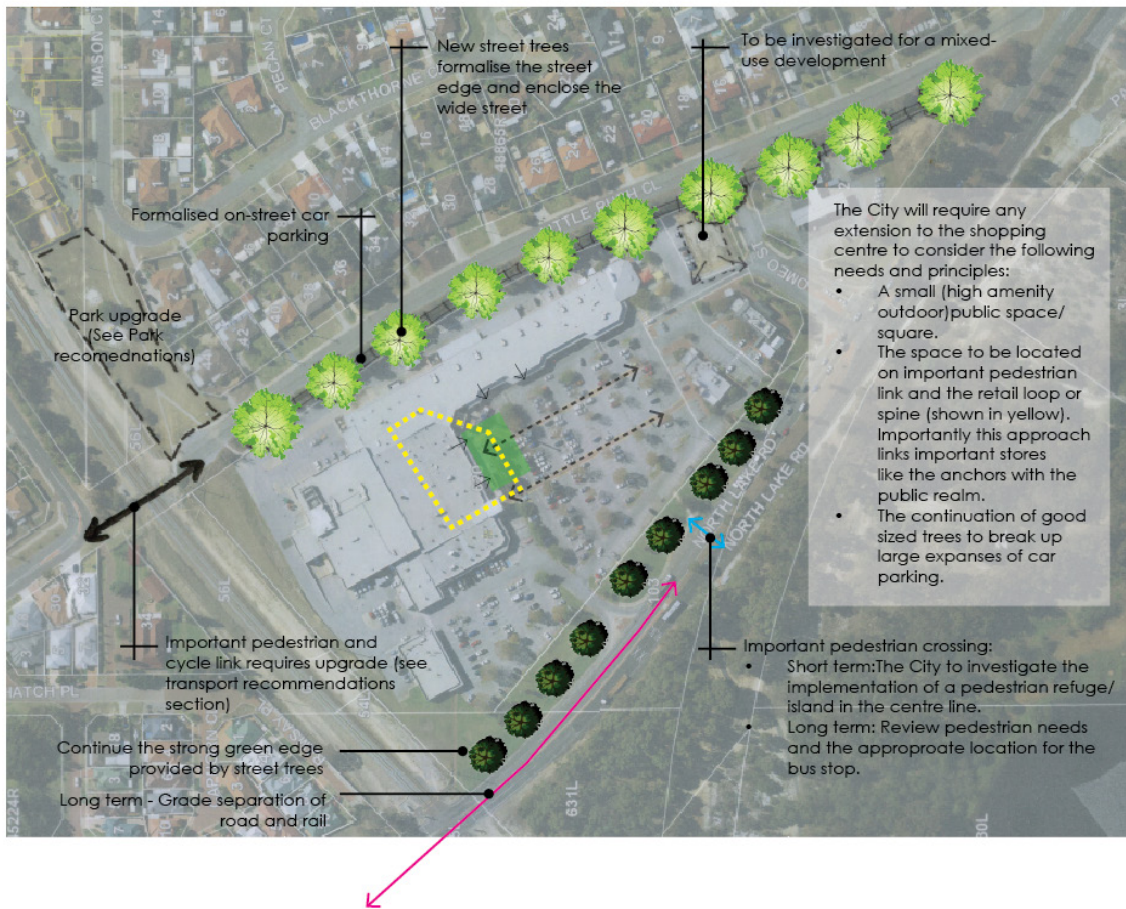 MASON CT
PECAN CT
BLACKTHORNE
New street trees
formalise the street
edge and enclose the
wide street
To be investigated for a mixed-
use development
Formalised on-street car
parking
Park upgrade
(See Park
recomednations)
The City will require any
extension to the shopping
centre to consider the following
needs and principles:
• A small (high amenity
outdoor)public space/
square.
• The space to be located
on important pedestrian
link and the retail loop or
spine (shown in yellow).
Importantly this approach
links important stores
like the anchors with the
public realm.
• The continuation of good
sized trees to break up
large expanses of car
parking.
NORTH LAKE RD
NORTH LAKE RD
103
56L
56L
Important pedestrian and
cycle link requires upgrade (see
transport recommendations
section)
Important pedestrian crossing:
• Short term:The City to investigate the
implementation of a pedestrian refuge/
island in the centre line.
• Long term: Review pedestrian needs
and the approproate location for the
bus stop.
HATCH PL
Continue the strong green edge
provided by street trees
Long term - Grade separation of
road and rail
631L
5224R